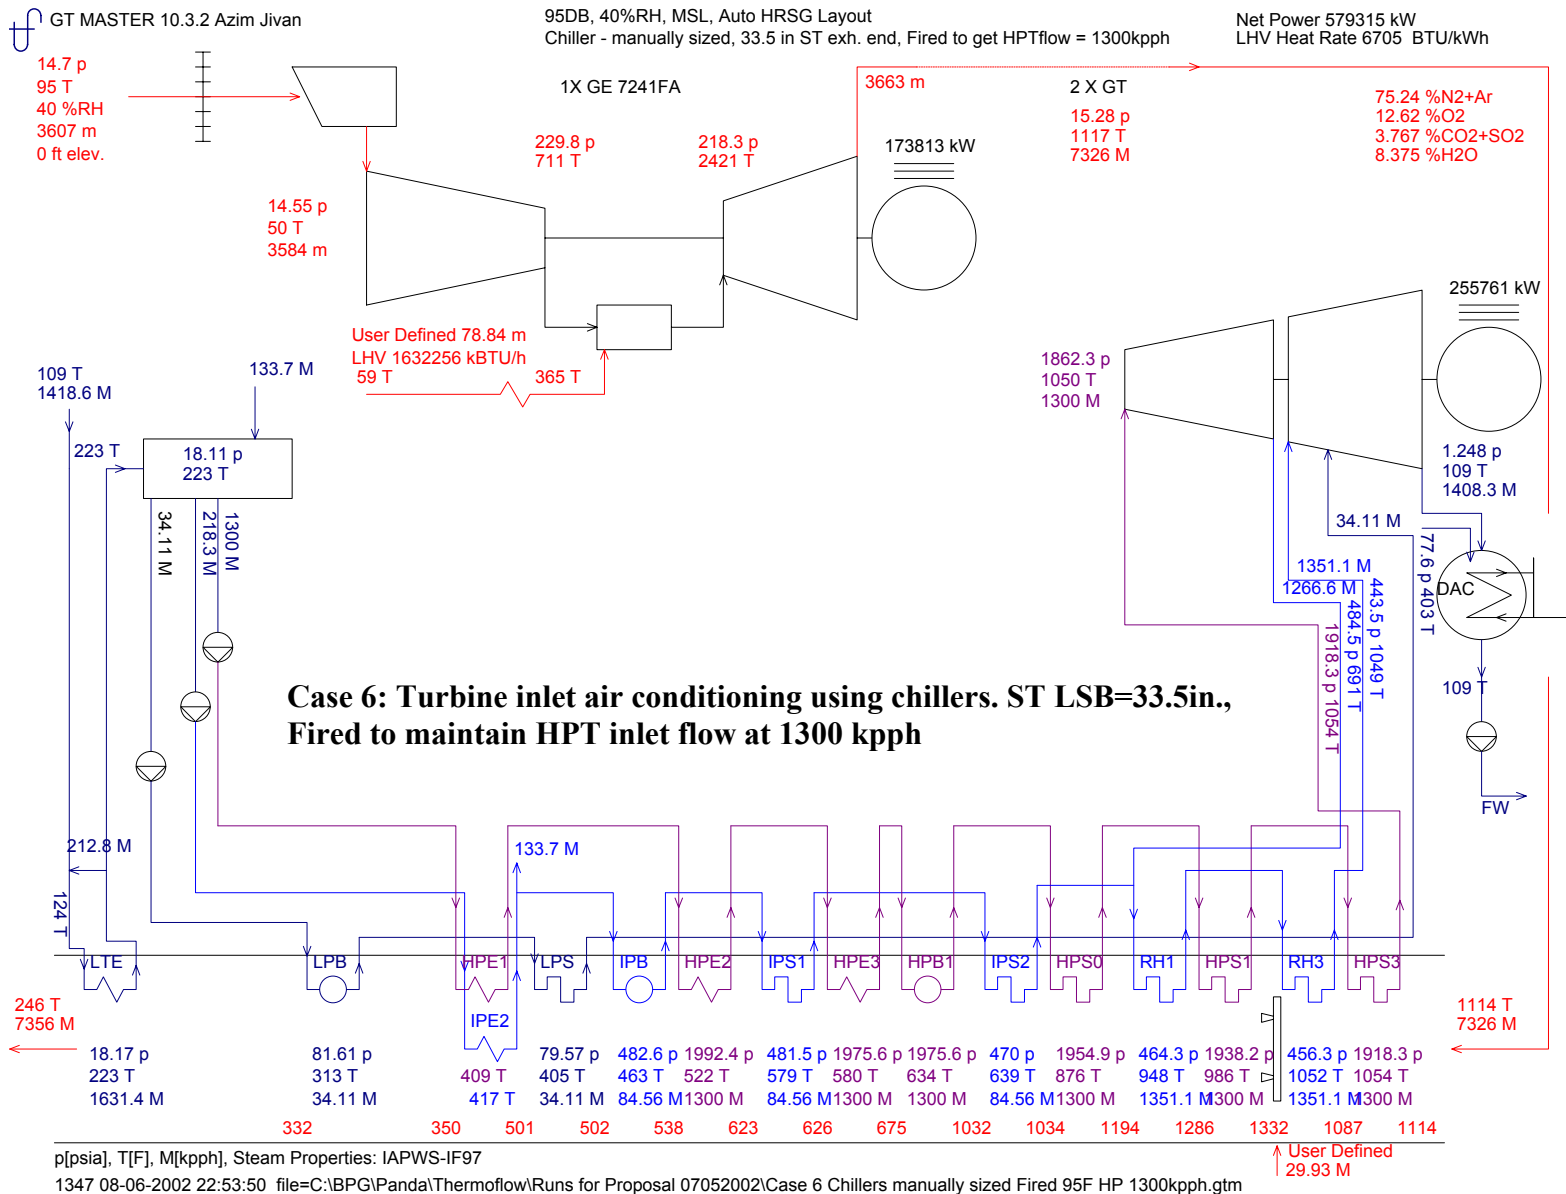 GT MASTER 10.3.2 Azim Jivan
95DB, 40%RH, MSL, Auto HRSG Layout
Chiller - manually sized, 33.5 in ST exh. end, Fired to get HPTflow = 1300kpph
Net Power 579315 kW
LHV Heat Rate 6705 BTU/kWh
14.7 p
95 T
40 %RH
3607 m
0 ft elev.
1X GE 7241FA
3663 m
2 X GT
15.28 p
1117 T
7326 M
75.24 %N2+Ar
12.62 %O2
3.767 %CO2+SO2
8.375 %H2O
229.8 p
711 T
218.3 p
2421 T
173813 kW
14.55 p
50 T
3584 m
User Defined 78.84 m
LHV 1632256 kBTU/h
59 T
365 T
255761 kW
1862.3 p
1050 T
1300 M
109 T
1418.6 M
133.7 M
223 T
18.11 p
223 T
34.11 M
218.3 M
1300 M
1.248 p
109 T
1408.3 M
34.11 M
77.6 p 403 T
1351.1 M
1266.6 M
443.5 p 1049 T
484.5 p 691 T
1918.3 p 1054 T
DAC
109 T
FW
Case 6: Turbine inlet air conditioning using chillers. ST LSB=33.5in.,
Fired to maintain HPT inlet flow at 1300 kpph
212.8 M
124 T
133.7 M
LTE
LPB
HPE1
LPS
IPB
HPE2
IPS1
HPE3
HPB1
IPS2
HPS0
RH1
HPS1
RH3
HPS3
IPE2
246 T
7356 M
1114 T
7326 M
18.17 p
223 T
1631.4 M
81.61 p
313 T
34.11 M
409 T
417 T
79.57 p
405 T
34.11 M
482.6 p
463 T
84.56 M
1992.4 p
522 T
1300 M
481.5 p
579 T
84.56 M
1975.6 p
580 T
1300 M
1975.6 p
634 T
1300 M
470 p
639 T
84.56 M
1954.9 p
876 T
1300 M
464.3 p
948 T
1351.1 M
1938.2 p
986 T
1300 M
456.3 p
1052 T
1351.1 M
1918.3 p
1054 T
1300 M
332 350 501 502 538 623 626 675 1032 1034 1194 1286 1332 1087 1114
User Defined
29.93 M
p[psia], T[F], M[kpph], Steam Properties: IAPWS-IF97
1347 08-06-2002 22:53:50 file=C:\BPG\Panda\Thermoflow\Runs for Proposal 07052002\Case 6 Chillers manually sized Fired 95F HP 1300kpph.gtm